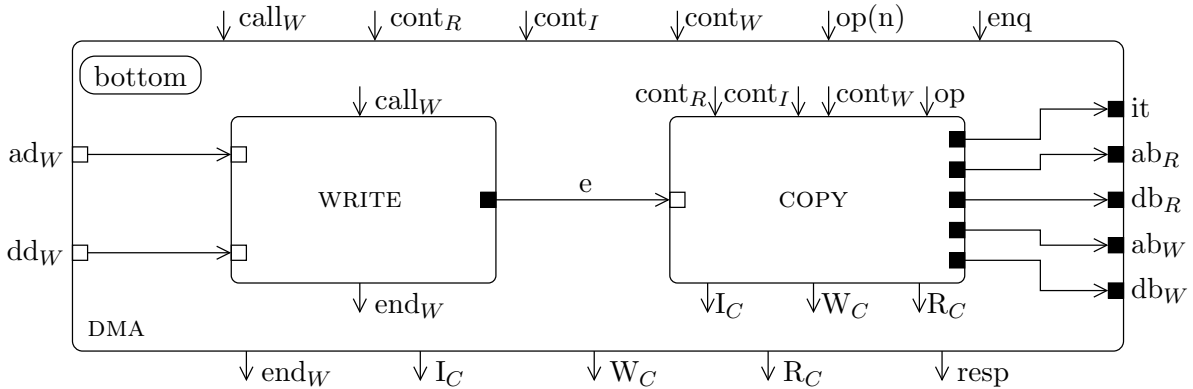 call_W cont_R cont_I cont_W op(n) enq
bottom
call_W cont_R cont_I cont_W op
it
ad_W ab_R
WRITE e COPY db_R
dd_W ab_W
db_W
end_W I_C W_C R_C
DMA
end_W I_C W_C R_C resp